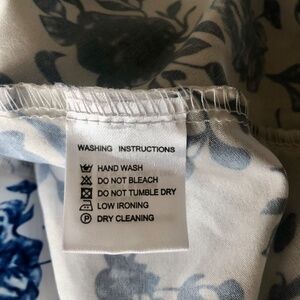 WASHING INSTRUCTIONS
HAND WASH
DO NOT BLEACH
DO NOT TUMBLE DRY
LOW IRONING
P DRY CLEANING